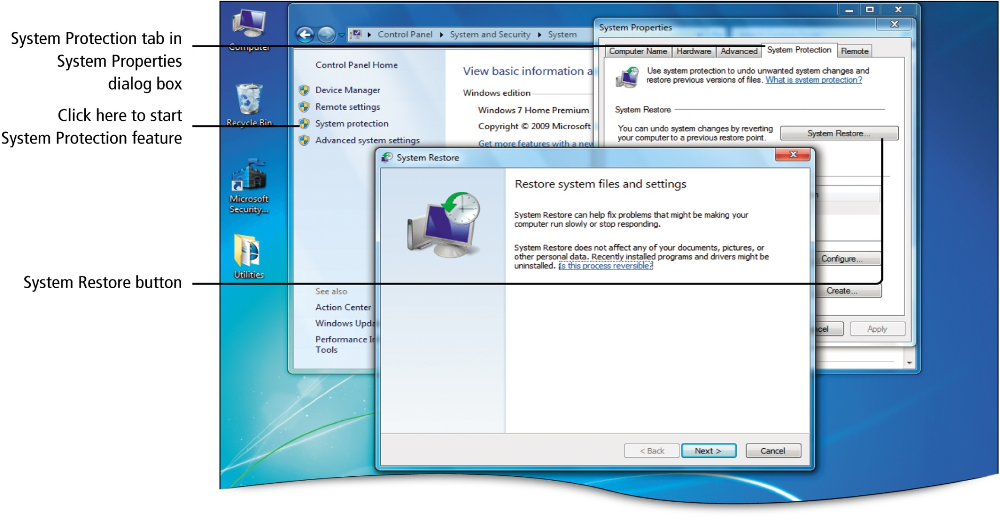 System Protection tab in
System Properties
dialog box
Click here to start
System Protection feature
System Restore button
Computer
Recycle Bin
Microsoft
Security...
Utilities
Control Panel
System and Security
System
Control Panel Home
Device Manager
Remote settings
System protection
Advanced system settings
See also
Action Center
Windows Upda
Performance In
Tools
View basic information a
Windows edition
Windows 7 Home Premium
Copyright © 2009 Microsoft
Get more features with a new
System Properties
Computer Name
Hardware
Advanced
System Protection
Remote
Use system protection to undo unwanted system changes and
restore previous versions of files. What is system protection?
System Restore
You can undo system changes by reverting
your computer to a previous restore point.
System Restore...
Configure...
Create...
ncel
Apply
System Restore
Restore system files and settings
System Restore can help fix problems that might be making your
computer run slowly or stop responding.
System Restore does not affect any of your documents, pictures, or
other personal data. Recently installed programs and drivers might be
uninstalled. Is this process reversible?
< Back
Next >
Cancel